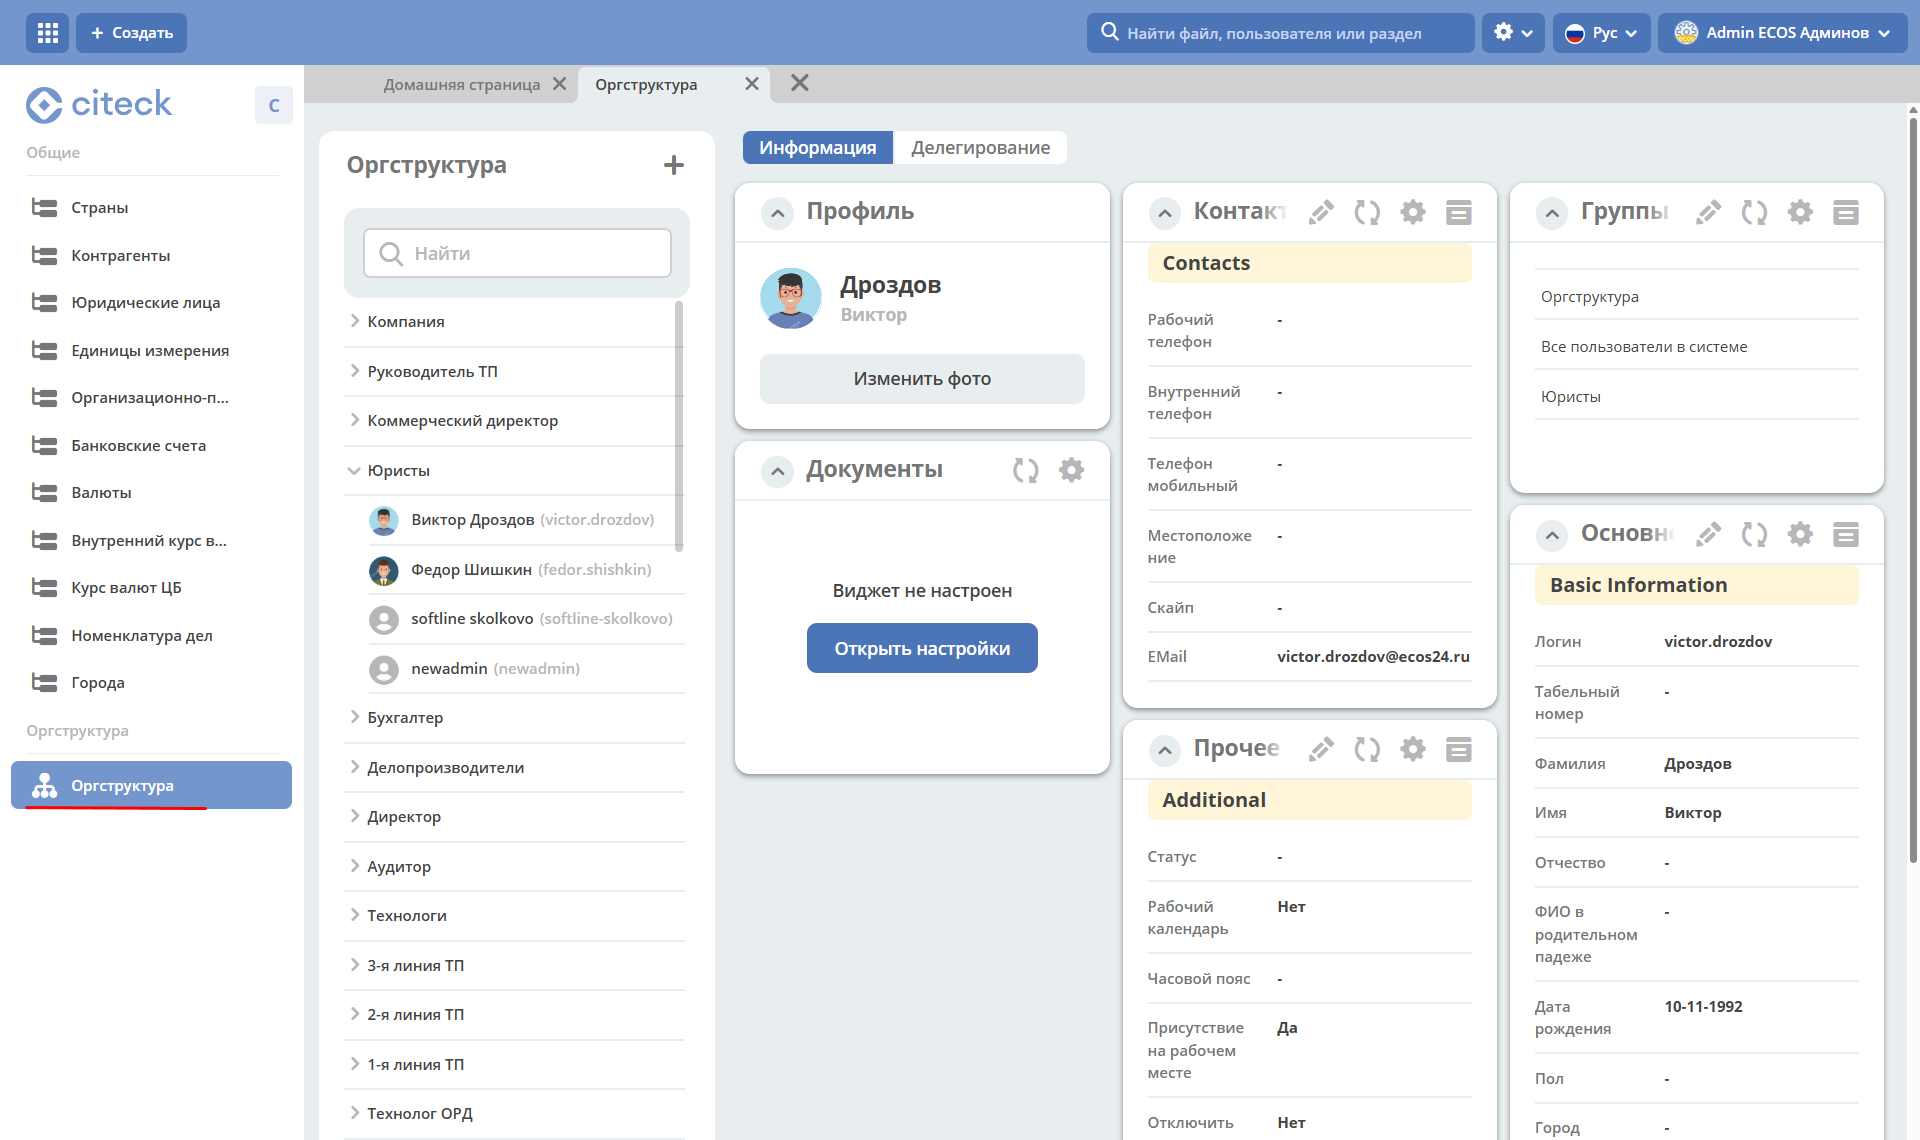 Создать
Найти файл, пользователя или раздел
Рус
Admin ECOS Админов
citeck
C
Общие
Страны
Контрагенты
Юридические лица
Единицы измерения
Организационно-п...
Банковские счета
Валюты
Внутренний курс в...
Курс валют ЦБ
Номенклатура дел
Города
Оргструктура
Оргструктура
Домашняя страница
Оргструктура
Оргструктура
Найти
Компания
Руководитель ТП
Коммерческий директор
Юристы
Виктор Дроздов (victor.drozdov)
Федор Шишкин (fedor.shishkin)
softline skolkovo (softline-skolkovo)
newadmin (newadmin)
Бухгалтер
Делопроизводители
Директор
Аудитор
Технологи
3-я линия ТП
2-я линия ТП
1-я линия ТП
Технолог ОРД
Информация
Делегирование
Профиль
Дроздов
Виктор
Изменить фото
Документы
Виджет не настроен
Открыть настройки
Контакт
Contacts
Рабочий
телефон
-
Внутренний
телефон
-
Телефон
мобильный
-
Местоположе
ние
-
Скайп
-
EMail
victor.drozdov@ecos24.ru
Прочее
Additional
Статус
-
Рабочий
календарь
Нет
Часовой пояс
-
Присутствие
на рабочем
месте
Да
Отключить
Нет
Группы
Оргструктура
Все пользователи в системе
Юристы
Основно
Basic Information
Логин
victor.drozdov
Табельный
номер
-
Фамилия
Дроздов
Имя
Виктор
Отчество
-
ФИО в
родительном
падеже
-
Дата
рождения
10-11-1992
Пол
-
Город
-